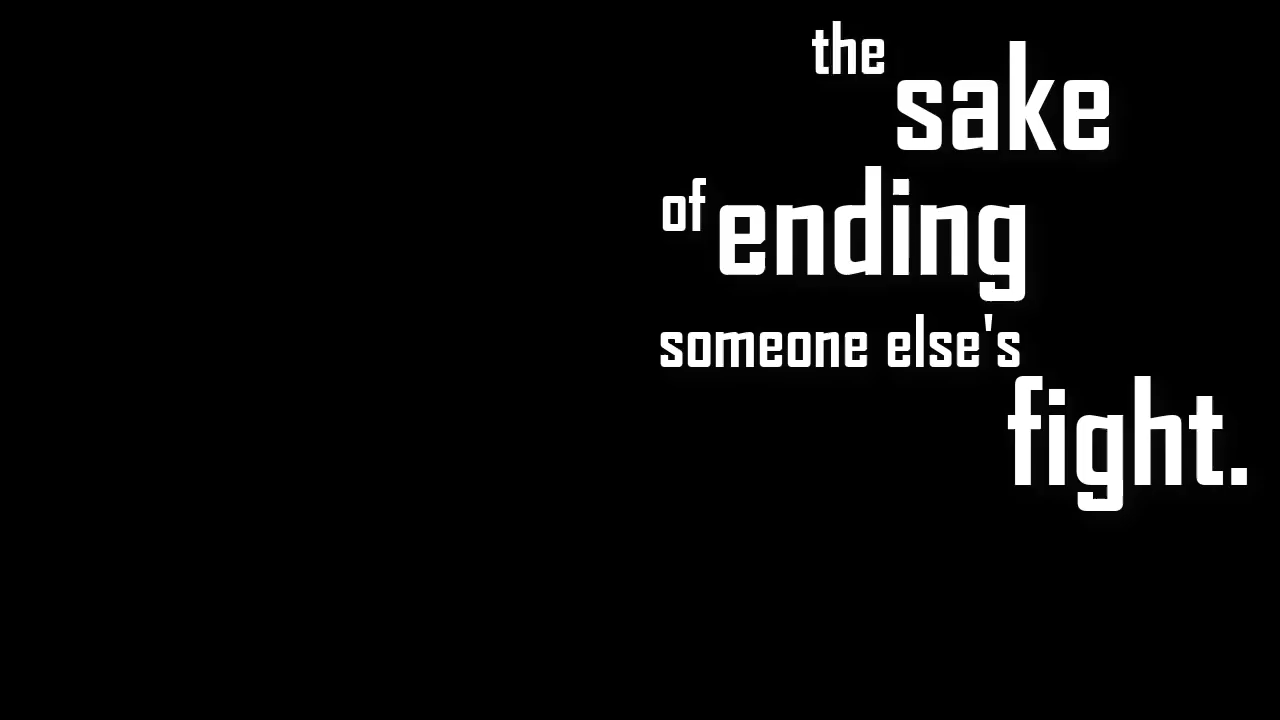 the sake
of ending
someone else's
fight.